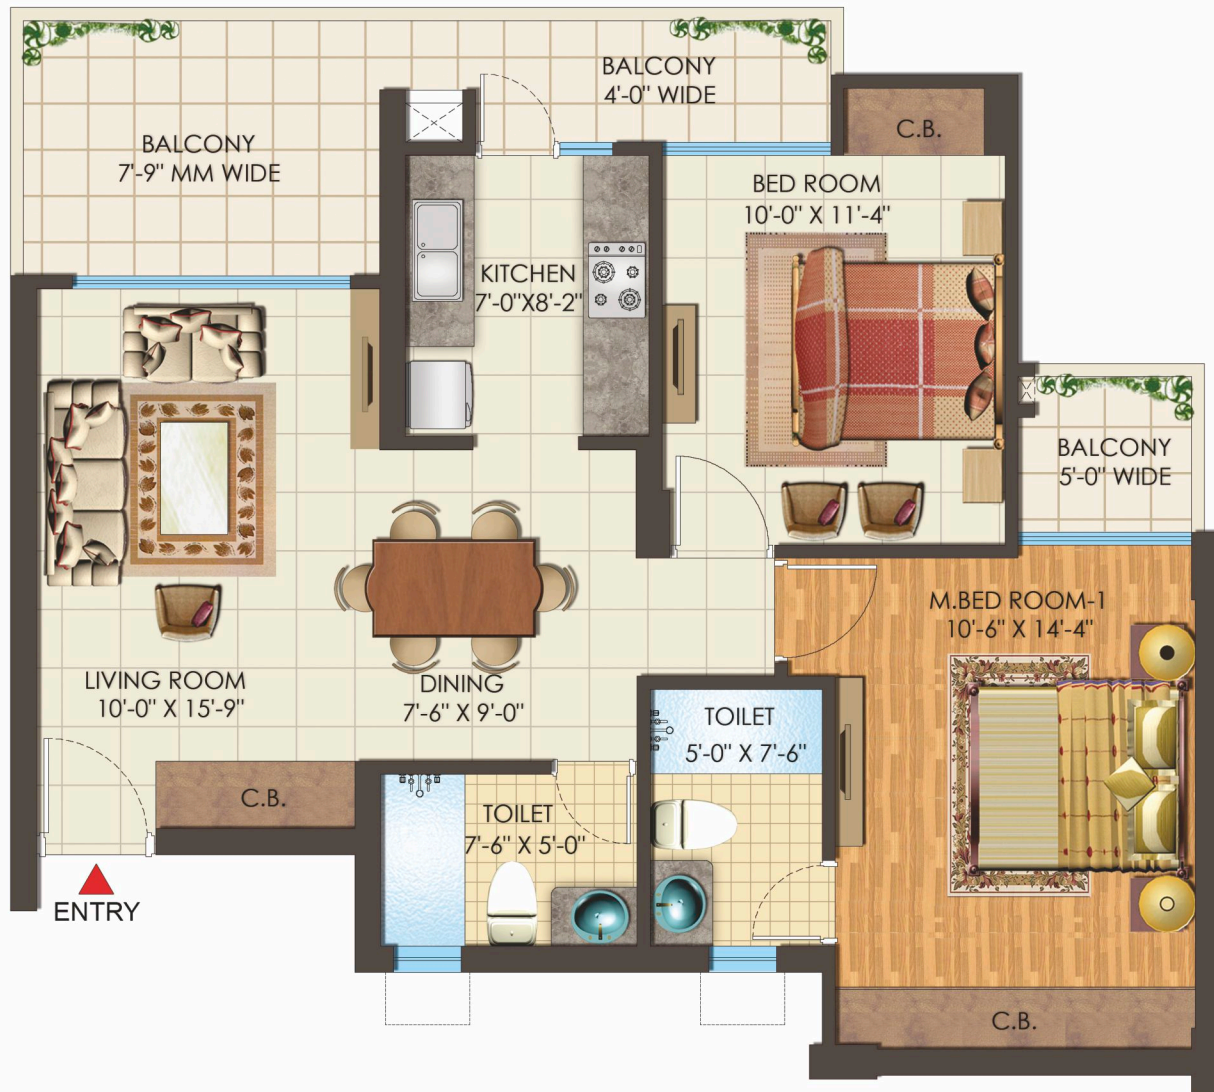 BALCONY
4'-0" WIDE
C.B.
BALCONY
7'-9" MM WIDE
BED ROOM
10'-0" X 11'-4"
KITCHEN
7'-0"X8'-2"
BALCONY
5'-0" WIDE
M.BED ROOM-1
10'-6" X 14'-4"
LIVING ROOM
10'-0" X 15'-9"
DINING
7'-6" X 9'-0"
TOILET
5'-0" X 7'-6"
C.B.
TOILET
7'-6" X 5'-0"
ENTRY
C.B.